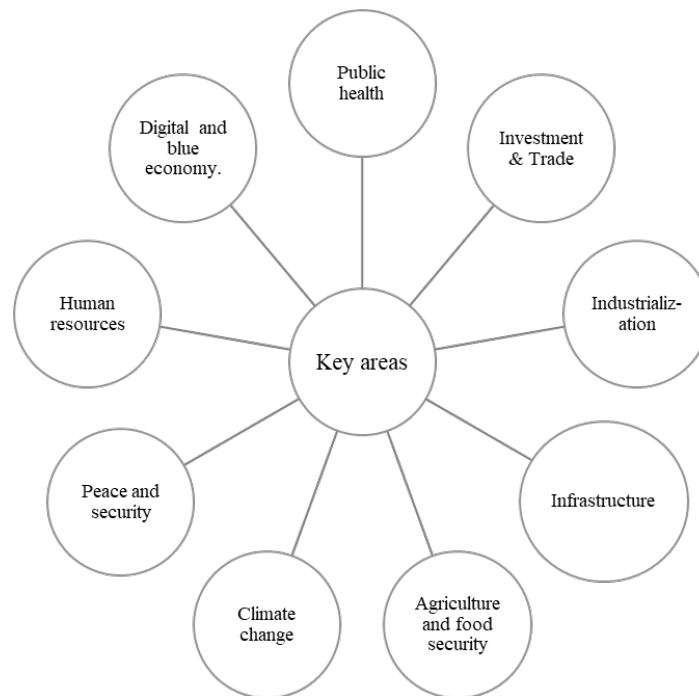 Public
health
Investment
& Trade
Industrializ-
ation
Infrastructure
Agriculture
and food
security
Climate
change
Peace and
security
Human
resources
Digital  and
blue
economy.
Key areas